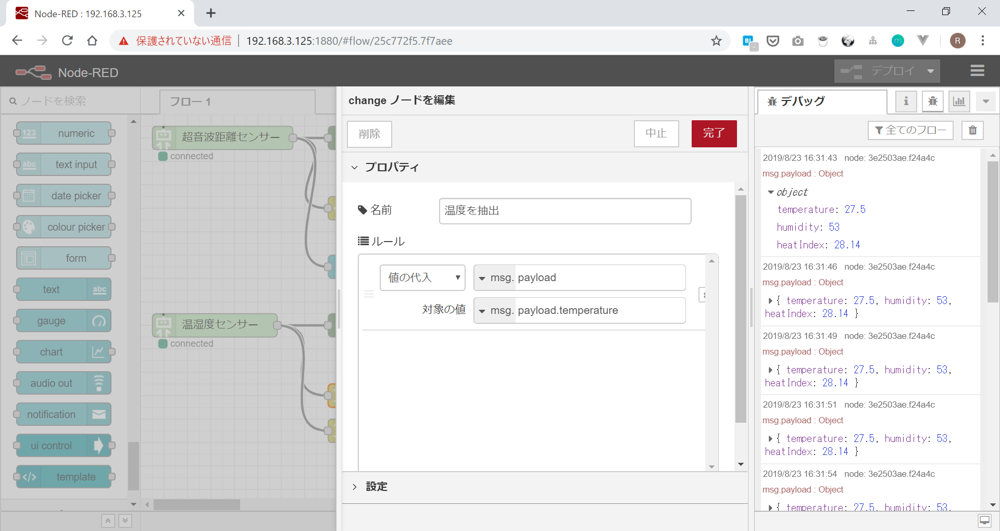 Node-RED : 192.168.3.125
保護されていない通信
192.168.3.125:1880/#flow/25c772f5.7f7aee
R
Node-RED
デプロイ
ノードを検索
123 numeric
abc text input
date picker
colour picker
form
text abc
gauge
chart
audio out
notification
ui control
</> template
フロー 1
超音波距離センサー
connected
温湿度センサー
connected
change ノードを編集
削除
中止
完了
プロパティ
名前
温度を抽出
ルール
値の代入
msg. payload
対象の値
msg. payload.temperature
設定
デバッグ
i
全てのフロー
2019/8/23 16:31:43 node: 3e2503ae.f24a4c
msg.payload : Object
object
temperature: 27.5
humidity: 53
heatIndex: 28.14
2019/8/23 16:31:46 node: 3e2503ae.f24a4c
msg.payload : Object
{ temperature: 27.5, humidity: 53,
heatIndex: 28.14 }
2019/8/23 16:31:49 node: 3e2503ae.f24a4c
msg.payload : Object
{ temperature: 27.5, humidity: 53,
heatIndex: 28.14 }
2019/8/23 16:31:51 node: 3e2503ae.f24a4c
msg.payload : Object
{ temperature: 27.5, humidity: 53,
heatIndex: 28.14 }
2019/8/23 16:31:54 node: 3e2503ae.f24a4c
msg.payload : Object
{ temperature: 27.5, humidity: 53,